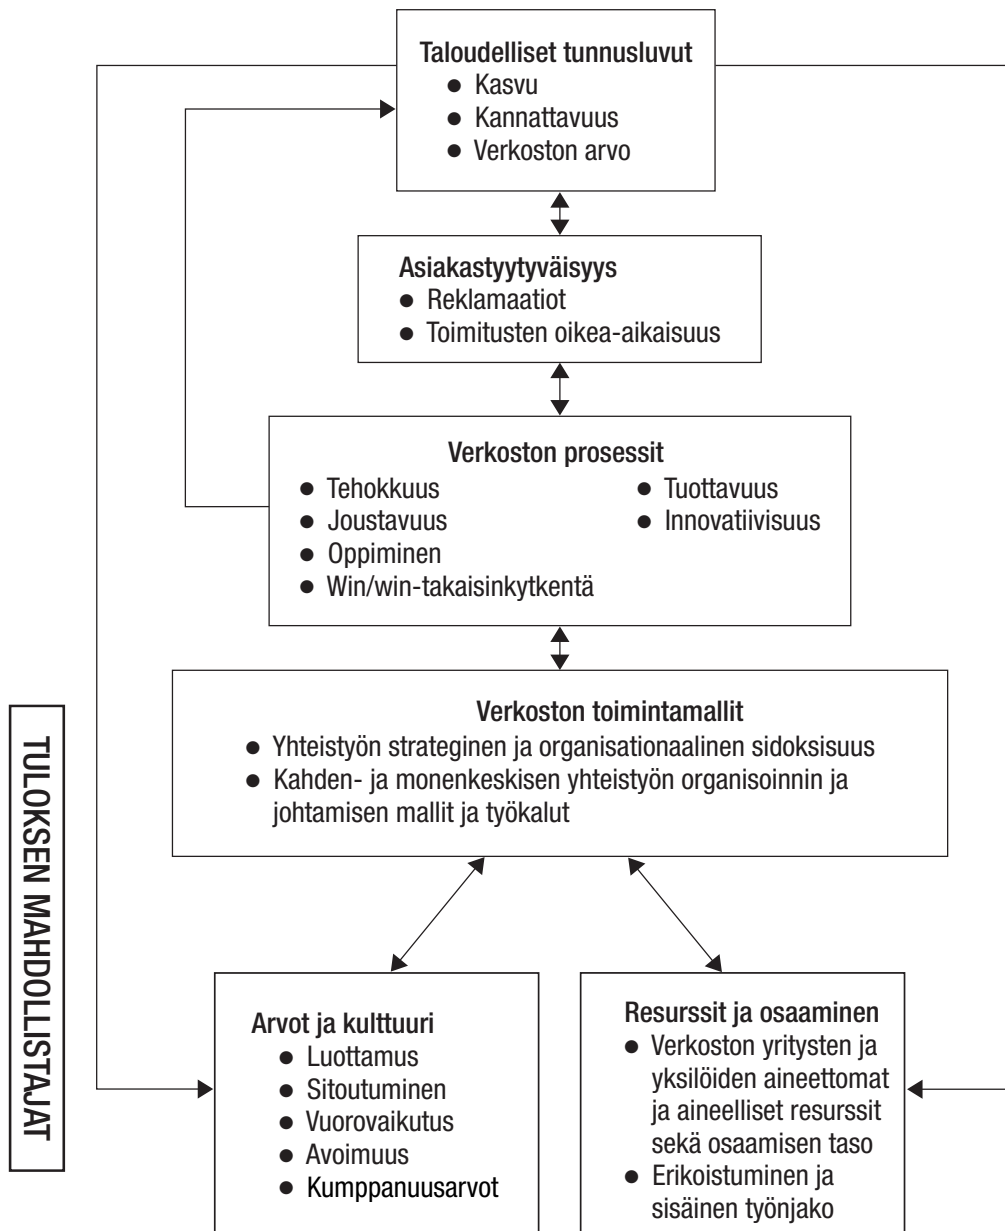 Taloudelliset tunnusluvut
● Kasvu
● Kannattavuus
● Verkoston arvo
Asiakastyytyväisyys
● Reklamaatiot
● Toimitusten oikea-aikaisuus
Verkoston prosessit
● Tehokkuus
● Joustavuus
● Oppiminen
● Win/win-takaisinkytkentä
● Tuottavuus
● Innovatiivisuus
Verkoston toimintamallit
● Yhteistyön strateginen ja organisationaalinen sidoksisuus
● Kahden- ja monenkeskisen yhteistyön organisoinnin ja
johtamisen mallit ja työkalut
TULOKSEN MAHDOLLISTAJAT
Arvot ja kulttuuri
● Luottamus
● Sitoutuminen
● Vuorovaikutus
● Avoimuus
● Kumppanuusarvot
Resurssit ja osaaminen
● Verkoston yritysten ja
yksilöiden aineettomat
ja aineelliset resurssit
sekä osaamisen taso
● Erikoistuminen ja
sisäinen työnjako